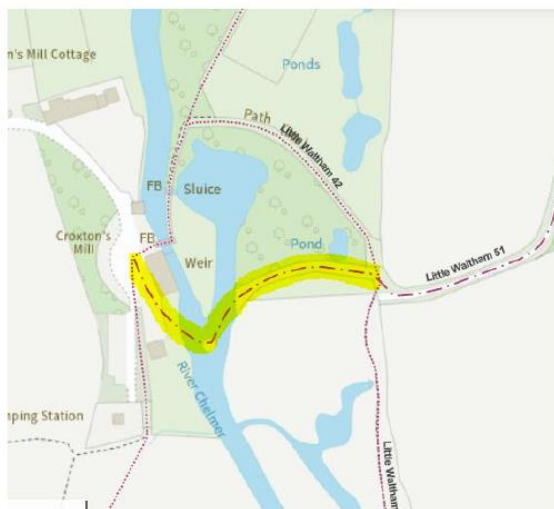 n's Mill Cottage
Ponds
Path
Little Waltham 42
FB
Sluice
Croxton's
Mill
FB
Weir
Pond
Little Waltham 51
River Chelmer
mping Station
Little Waltham